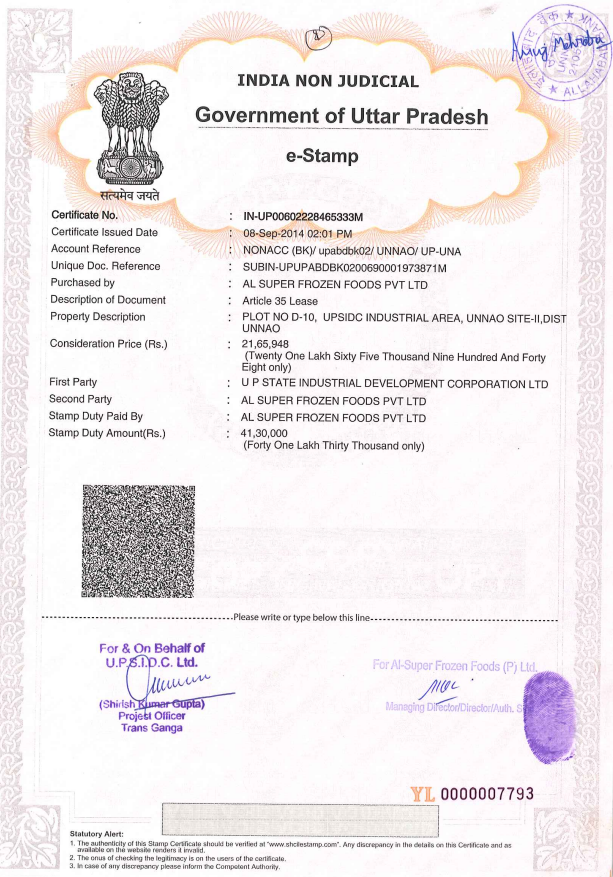 Anuj Mehrotra
INDIA NON JUDICIAL
Government of Uttar Pradesh
e-Stamp
सत्यमेव जयते
Certificate No. : IN-UP00602228465333M
Certificate Issued Date : 08-Sep-2014 02:01 PM
Account Reference : NONACC (BK)/ upabdbk02/ UNNAO/ UP-UNA
Unique Doc. Reference : SUBIN-UPUPABDBK0200690001973871M
Purchased by : AL SUPER FROZEN FOODS PVT LTD
Description of Document : Article 35 Lease
Property Description : PLOT NO D-10, UPSIDC INDUSTRIAL AREA, UNNAO SITE-II,DIST
UNNAO
Consideration Price (Rs.) : 21,65,948
(Twenty One Lakh Sixty Five Thousand Nine Hundred And Forty
Eight only)
First Party : U P STATE INDUSTRIAL DEVELOPMENT CORPORATION LTD
Second Party : AL SUPER FROZEN FOODS PVT LTD
Stamp Duty Paid By : AL SUPER FROZEN FOODS PVT LTD
Stamp Duty Amount(Rs.) : 41,30,000
(Forty One Lakh Thirty Thousand only)
Please write or type below this line
For & On Behalf of
U.P.S.I.D.C. Ltd.
(Shirish Kumar Gupta)
Project Officer
Trans Ganga
For Al-Super Frozen Foods (P) Ltd.
Managing Director/Director/Auth.
YL 0000007793
Statutory Alert:
1. The authenticity of this Stamp Certificate should be verified at "www.shcilestamp.com". Any discrepancy in the details on this Certificate and as
available on the website renders it invalid.
2. The onus of checking the legitimacy is on the users of the certificate.
3. In case of any discrepancy please inform the Competent Authority.